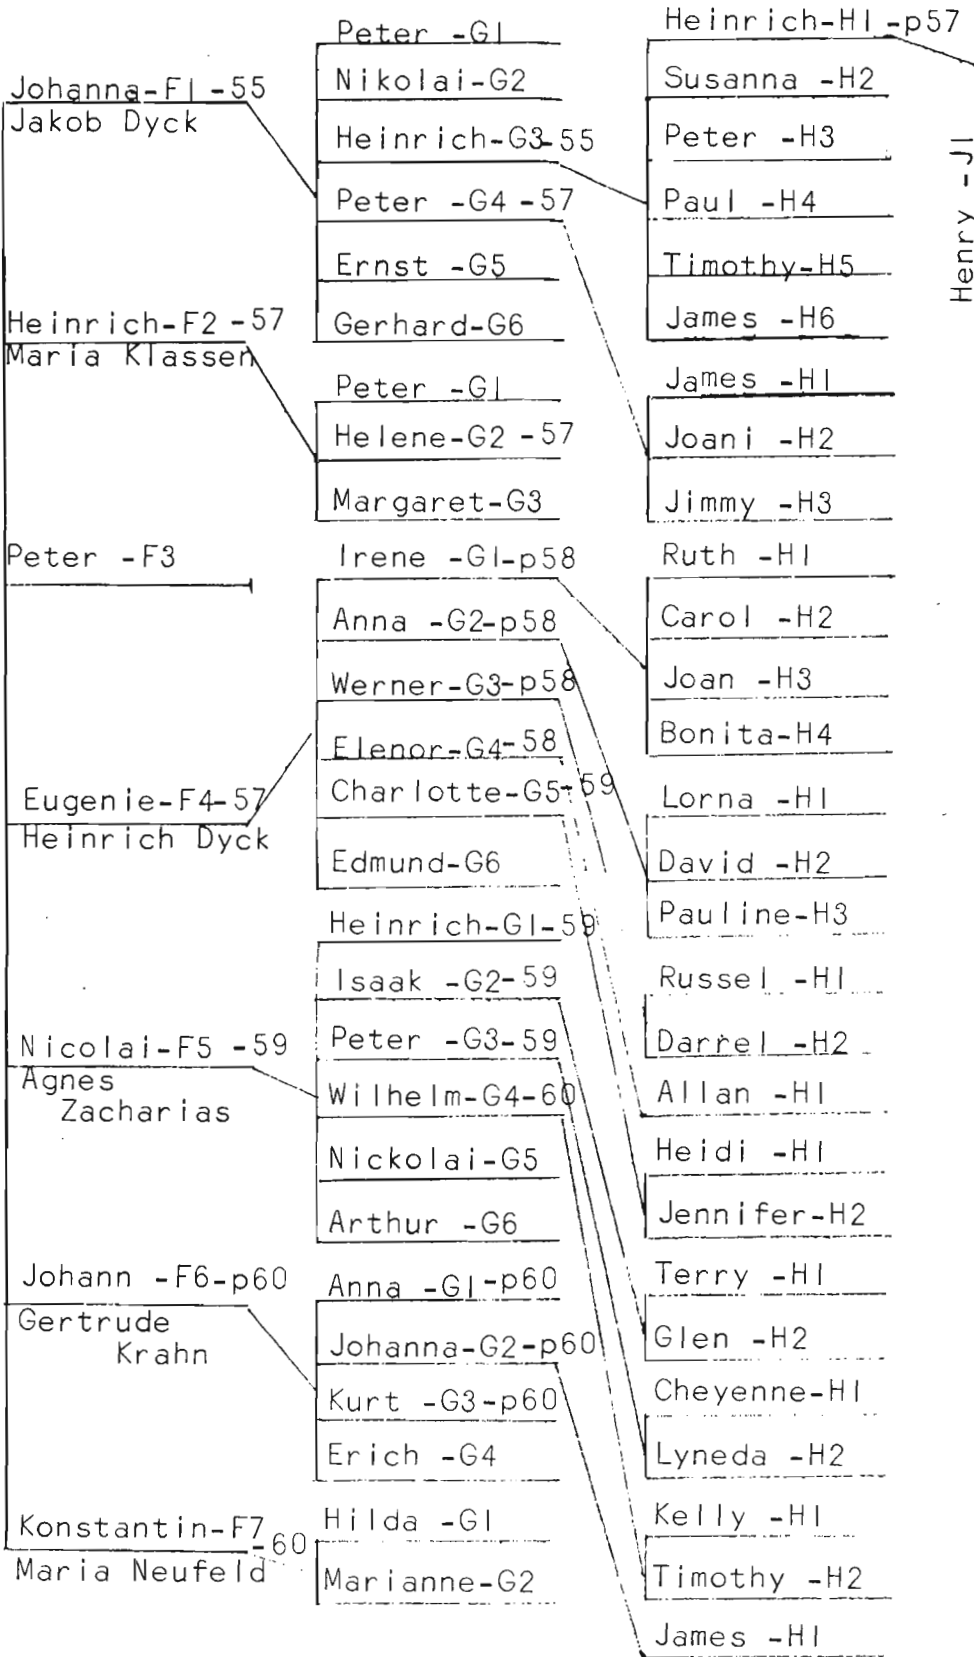 Johanna-F1 -55
Jakob Dyck
Heinrich-F2 -57
Maria Klassen
Peter -F3
Eugenie-F4-57
Heinrich Dyck
Nicolai-F5 -59
Agnes
Zacharias
Johann -F6-p60
Gertrude
Krahn
Konstantin-F7
-60
Maria Neufeld
Peter -G1
Nikolai-G2
Heinrich-G3-55
Peter -G4 -57
Ernst -G5
Gerhard-G6
Peter -G1
Helene-G2 -57
Margaret-G3
Irene -G1-p58
Anna -G2-p58
Werner-G3-p58
Elenor-G4-58
Charlotte-G5-59
Edmund-G6
Heinrich-G1-59
Isaak -G2-59
Peter -G3-59
Wilhelm-G4-60
Nickolai-G5
Arthur -G6
Anna -G1-p60
Johanna-G2-p60
Kurt -G3-p60
Erich -G4
Hilda -G1
Marianne-G2
Heinrich-H1 -p57
Susanna -H2
Peter -H3
Paul -H4
Timothy-H5
James -H6
James -H1
Joani -H2
Jimmy -H3
Ruth -H1
Carol -H2
Joan -H3
Bonita-H4
Lorna -H1
David -H2
Pauline-H3
Russel -H1
Darrel -H2
Allan -H1
Heidi -H1
Jennifer-H2
Terry -H1
Glen -H2
Cheyenne-H1
Lyneda -H2
Kelly -H1
Timothy -H2
James -H1
Henry -J1